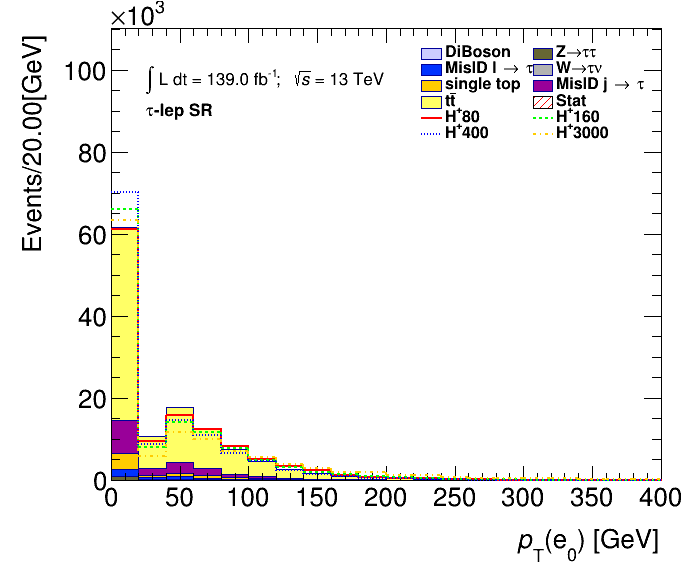 ×10³
Events/20.00[GeV]
100
80
60
40
20
0
∫ L dt = 139.0 fb⁻¹; √s = 13 TeV
τ-lep SR
DiBoson
Z→ττ
MisID l → τ
W→τν
single top
MisID j → τ
tt̄
Stat
H⁺80
H⁺160
H⁺400
H⁺3000
0 50 100 150 200 250 300 350 400
p_T(e₀) [GeV]